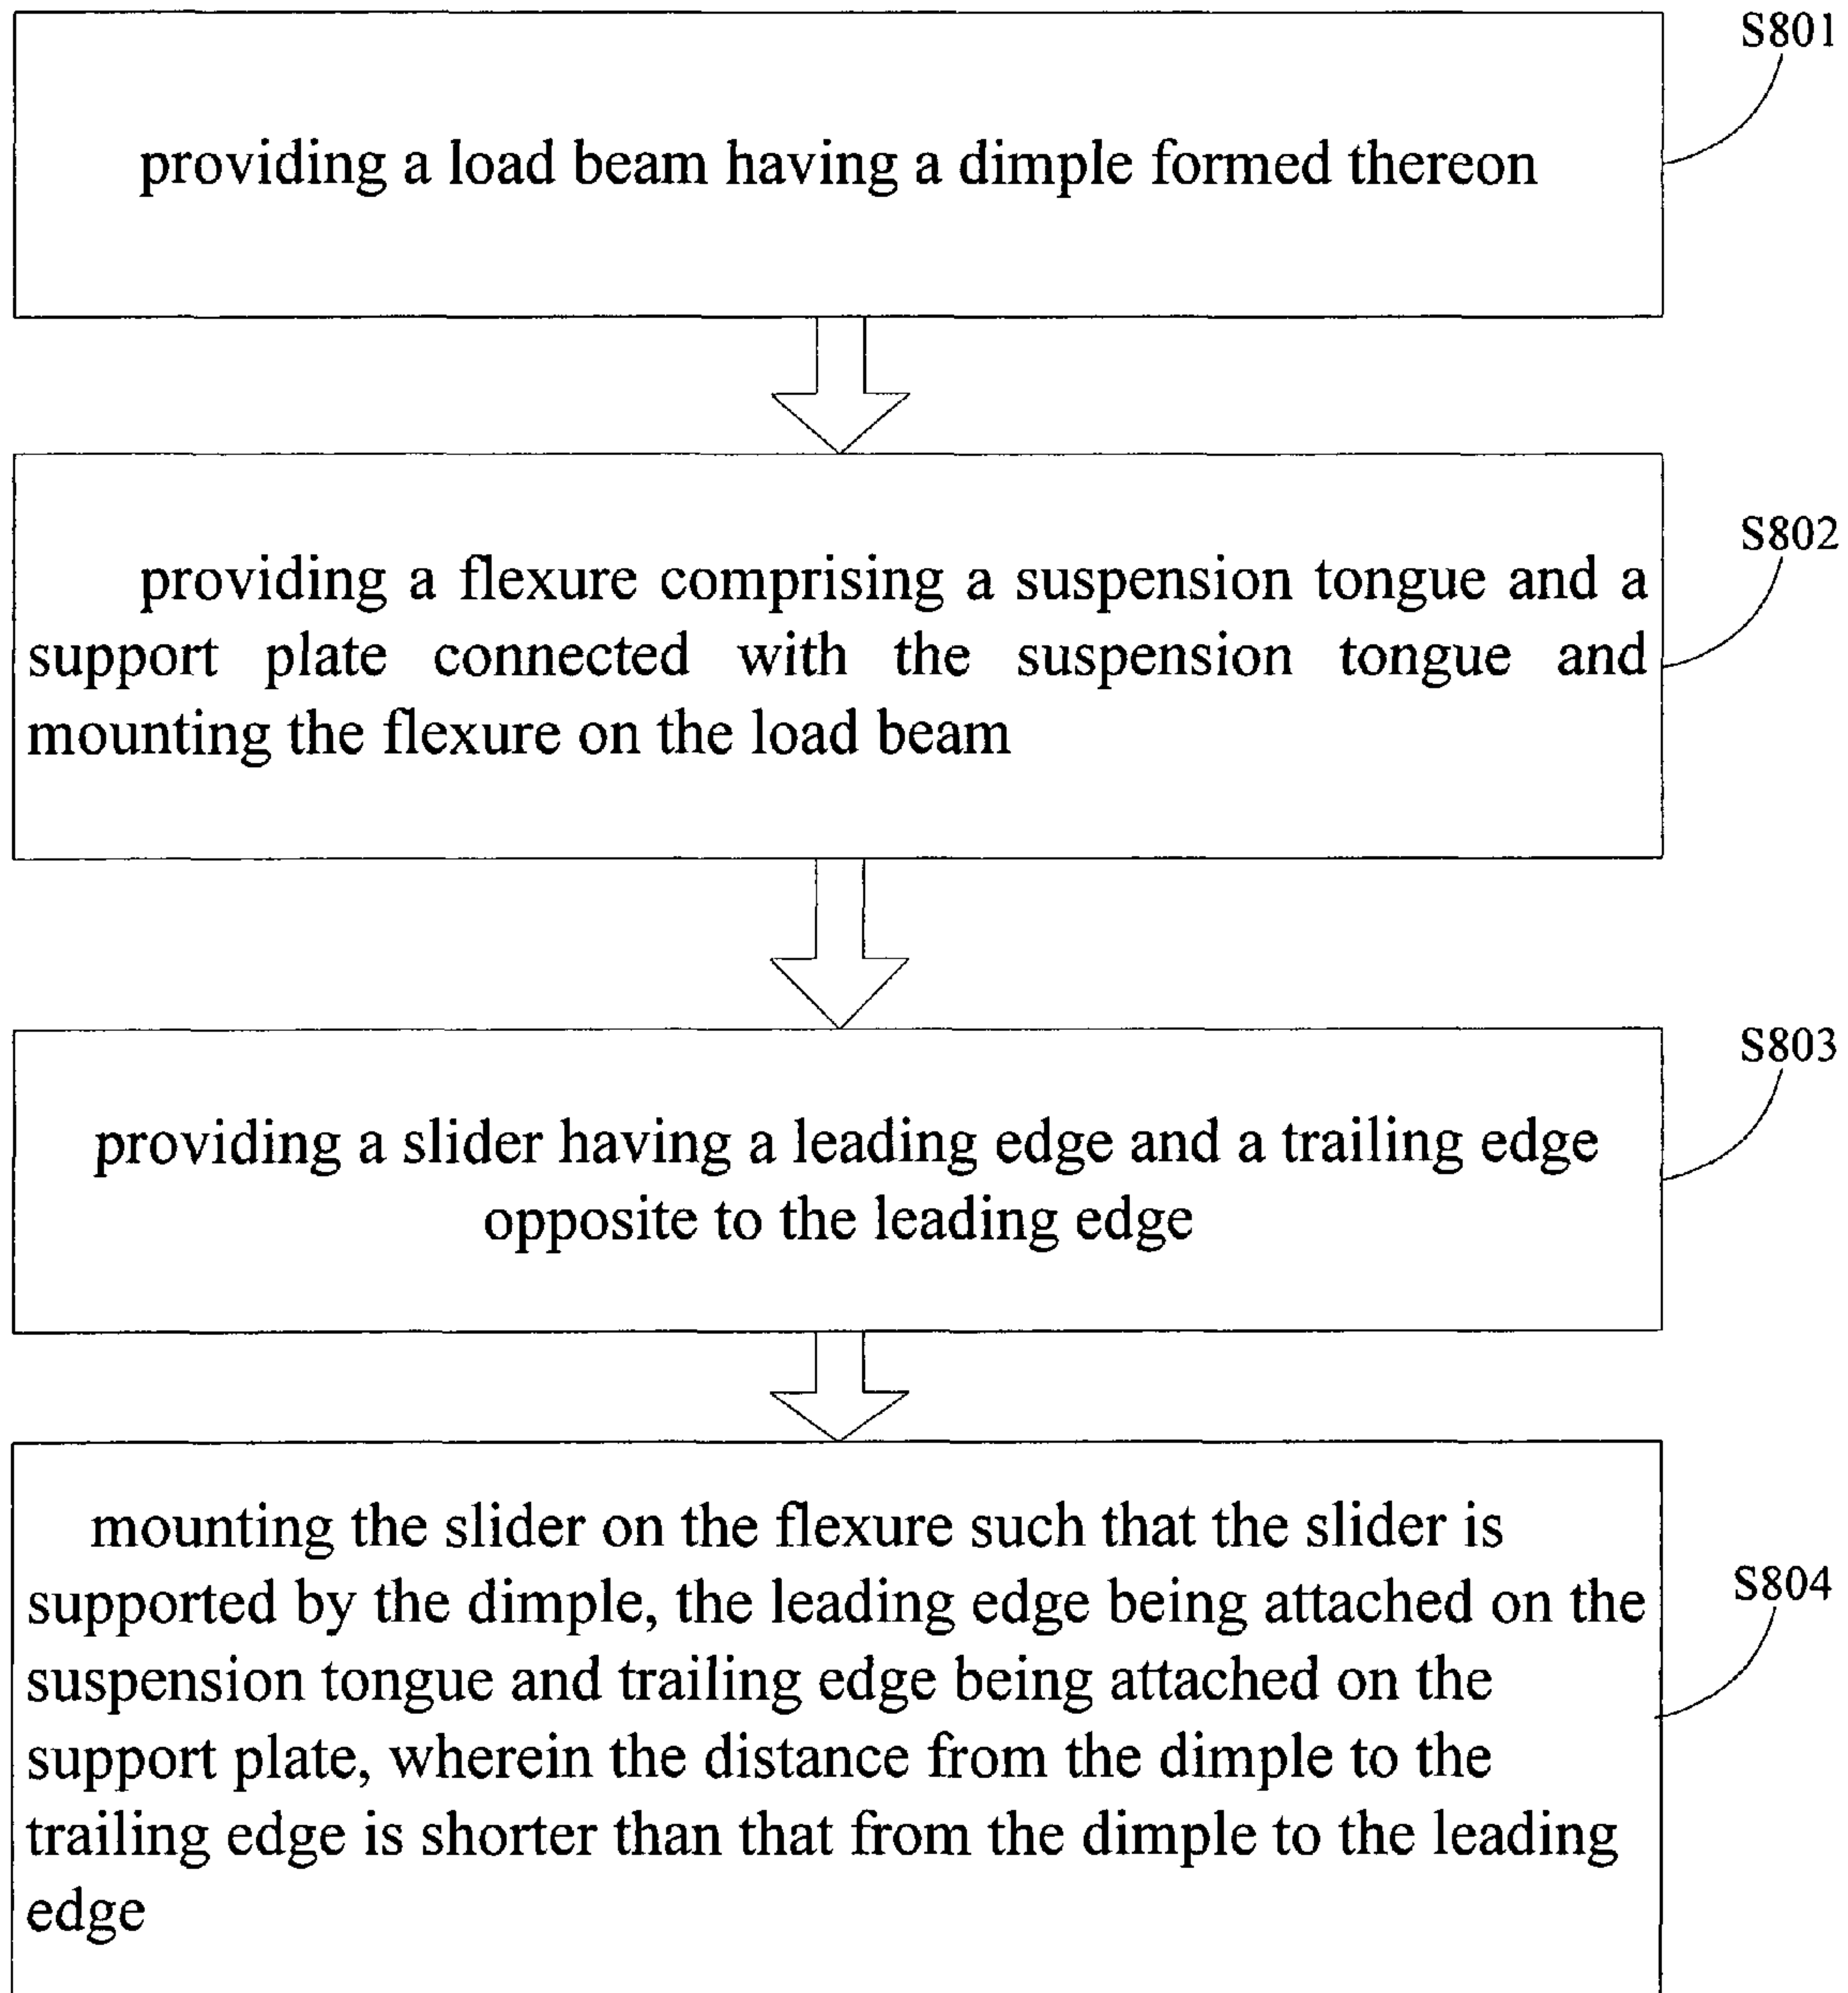 S801
providing a load beam having a dimple formed thereon
S802
providing a flexure comprising a suspension tongue and a
support plate connected with the suspension tongue and
mounting the flexure on the load beam
S803
providing a slider having a leading edge and a trailing edge
opposite to the leading edge
mounting the slider on the flexure such that the slider is
supported by the dimple, the leading edge being attached on the
S804
suspension tongue and trailing edge being attached on the
support plate, wherein the distance from the dimple to the
trailing edge is shorter than that from the dimple to the leading
edge